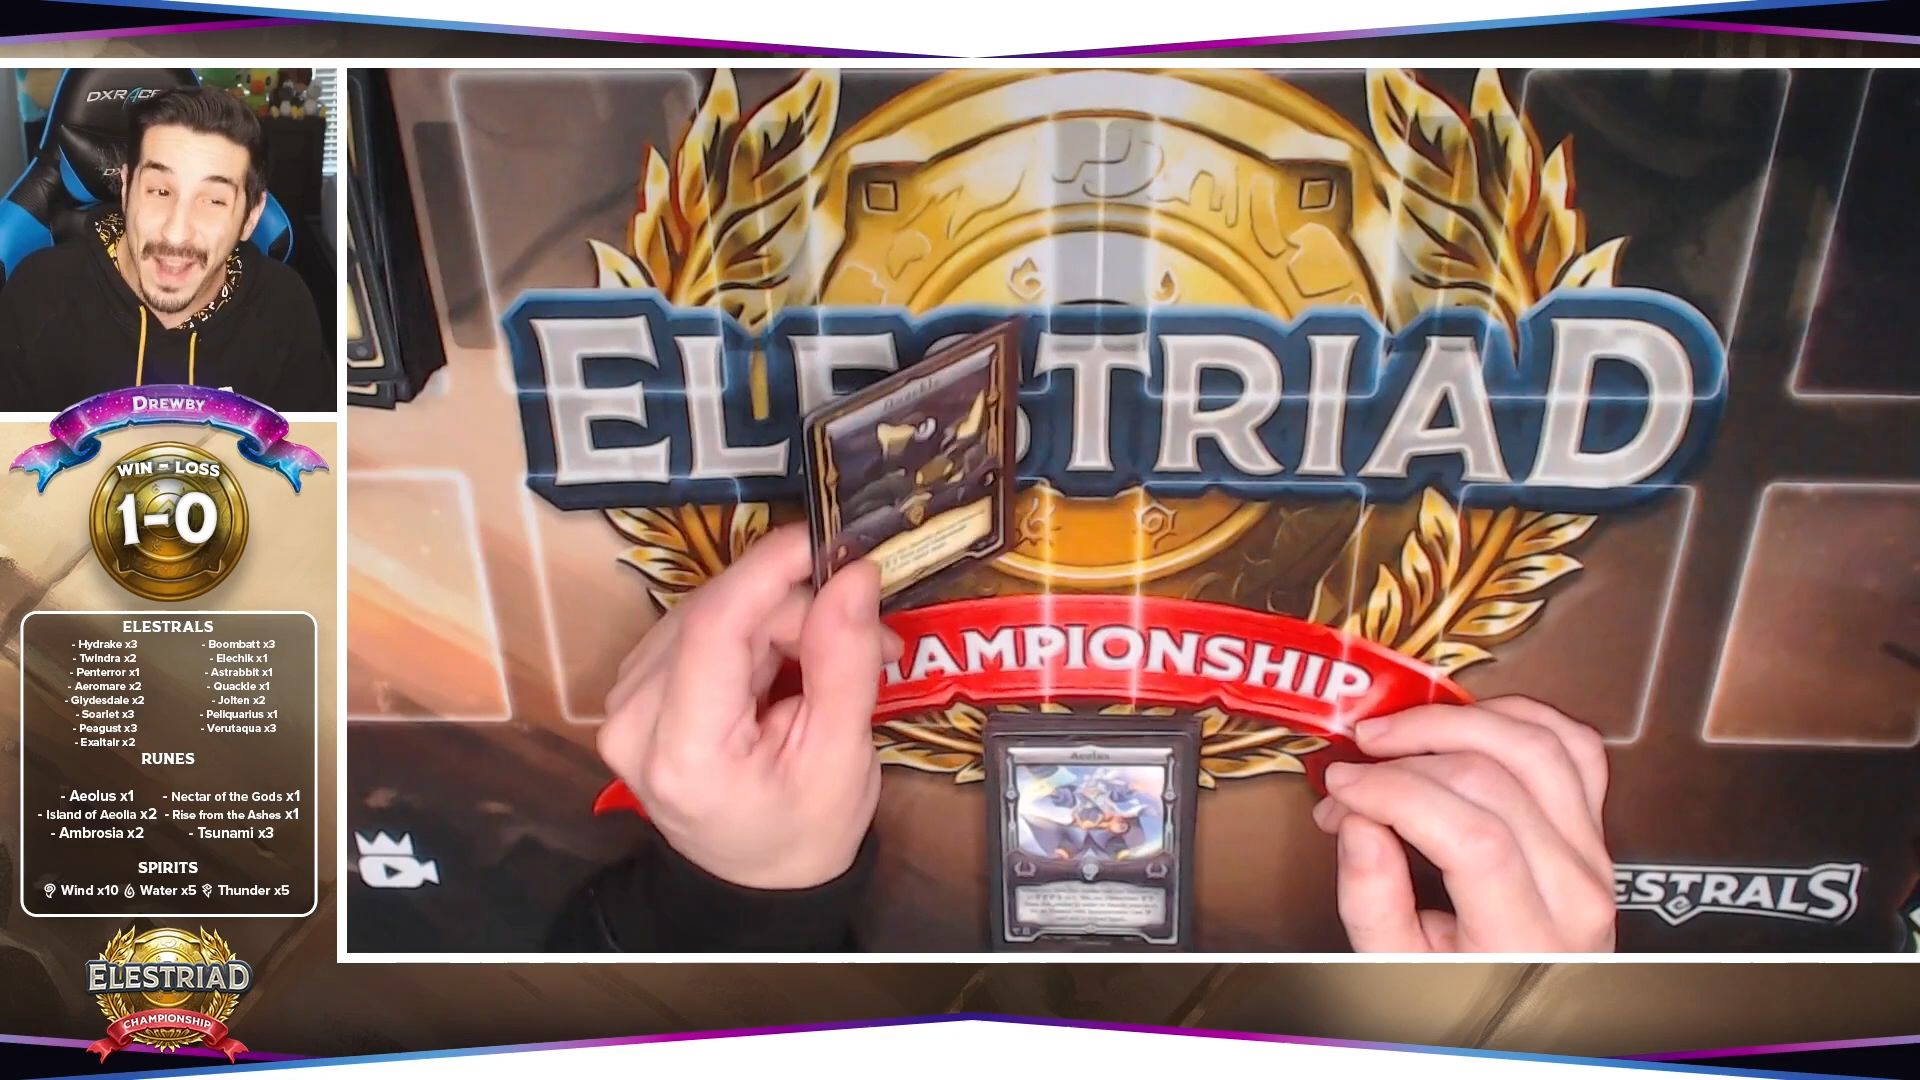 DXRACER
DREWBY
WIN - LOSS
1-0
ELESTRALS
- Hydrake x3
- Twindra x2
- Penterror x1
- Aeromare x2
- Glydesdale x2
- Soarlet x3
- Peagust x3
- Exaltair x2
- Boombatt x3
- Elechik x1
- Astrabbit x1
- Quackle x1
- Jolten x2
- Peliquarius x1
- Verutaqua x3
RUNES
- Aeolus x1
- Island of Aeolia x2
- Ambrosia x2
- Nectar of the Gods x1
- Rise from the Ashes x1
- Tsunami x3
SPIRITS
Wind x10 Water x5 Thunder x5
ELESTRIAD
CHAMPIONSHIP
ELESTRIAD
HAMPIONSHIP
Quackle
Aeolus
ESTRALS